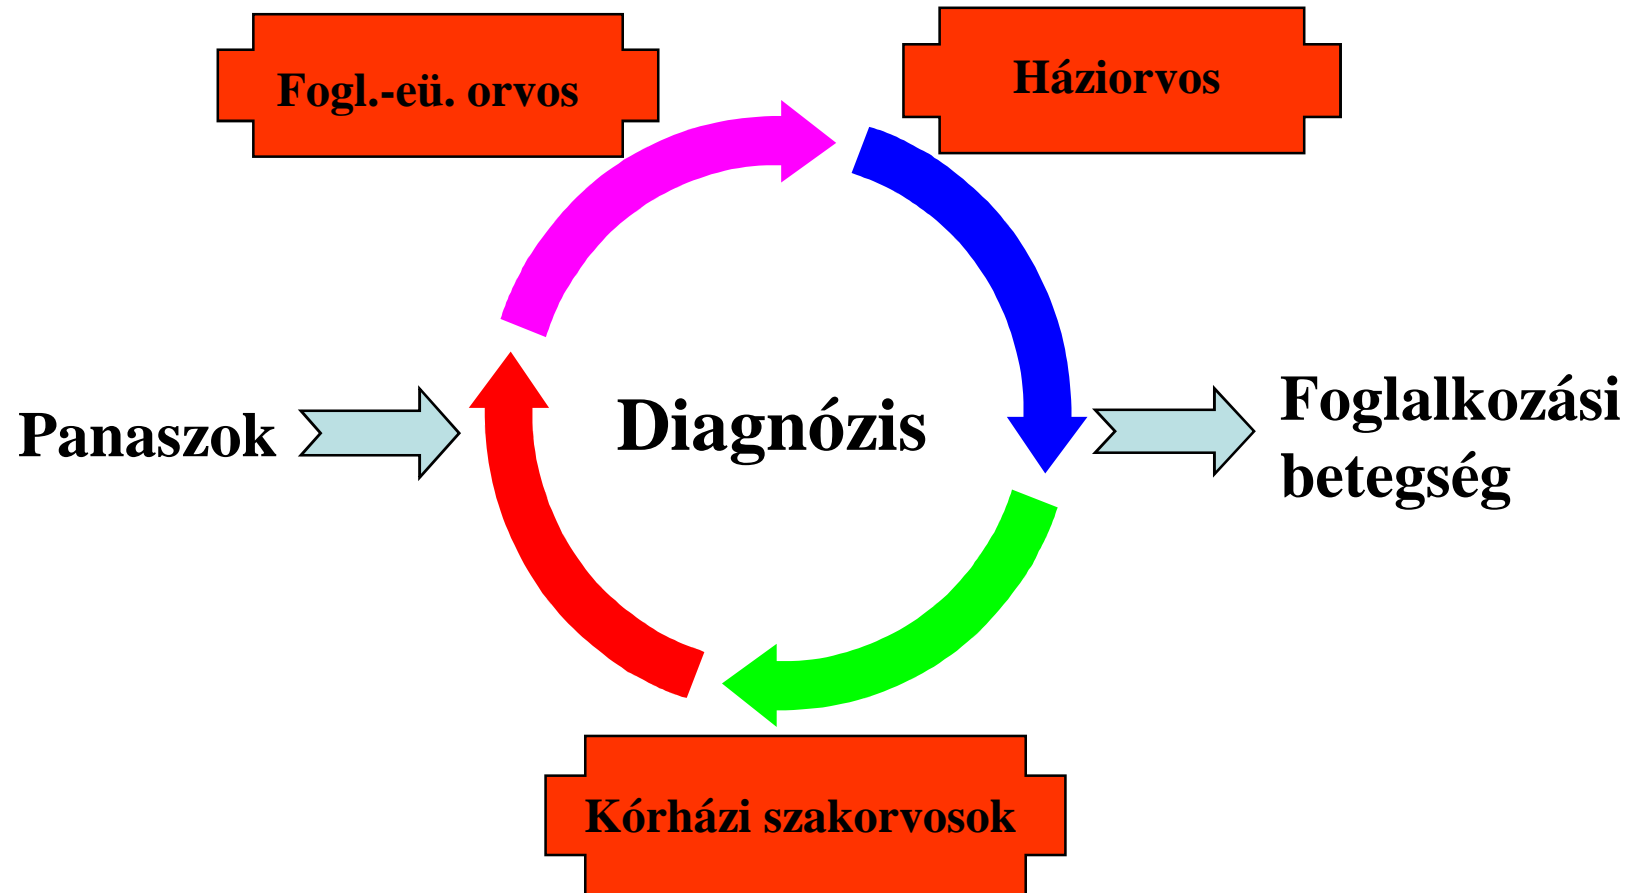 Fogl.-eü. orvos
Háziorvos
Panaszok
Diagnózis
Foglalkozási
betegség
Kórházi szakorvosok